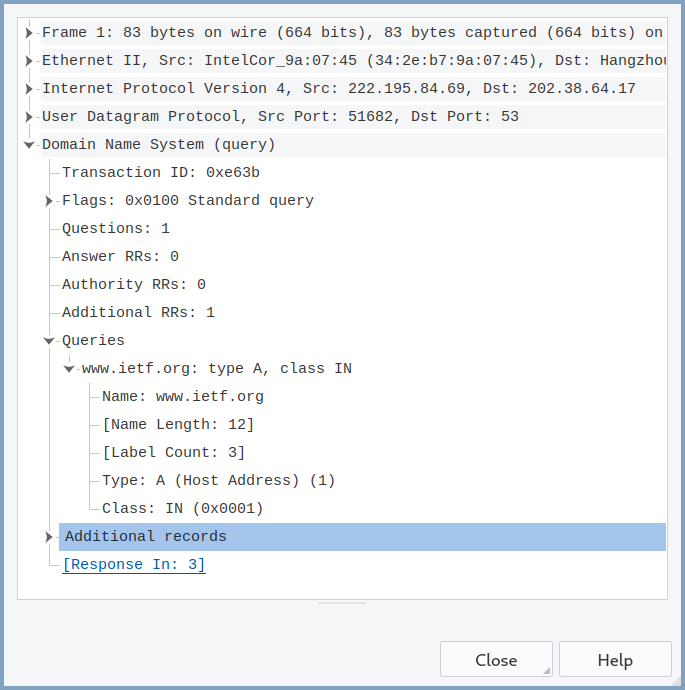 Frame 1: 83 bytes on wire (664 bits), 83 bytes captured (664 bits) on
Ethernet II, Src: IntelCor_9a:07:45 (34:2e:b7:9a:07:45), Dst: Hangzhou
Internet Protocol Version 4, Src: 222.195.84.69, Dst: 202.38.64.17
User Datagram Protocol, Src Port: 51682, Dst Port: 53
Domain Name System (query)
Transaction ID: 0xe63b
Flags: 0x0100 Standard query
Questions: 1
Answer RRs: 0
Authority RRs: 0
Additional RRs: 1
Queries
www.ietf.org: type A, class IN
Name: www.ietf.org
[Name Length: 12]
[Label Count: 3]
Type: A (Host Address) (1)
Class: IN (0x0001)
Additional records
[Response In: 3]
Close Help